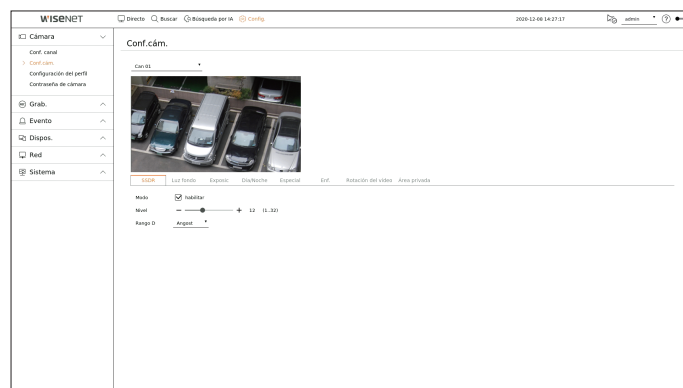 WISENET
Directo Buscar Búsqueda por IA Config. 2020-12-08 14:27:17 admin ?
Cámara
Conf. canal
> Conf.cám.
Configuración del perfil
Contraseña de cámara
Grab.
Evento
Dispos.
Red
Sistema
Conf.cám.
Can 01
SSDR Luz fondo Exposic. Día/Noche Especial Enf. Rotación del vídeo Area privada
Modo habilitar
Nivel − + 12 (1..32)
Rango D Angost